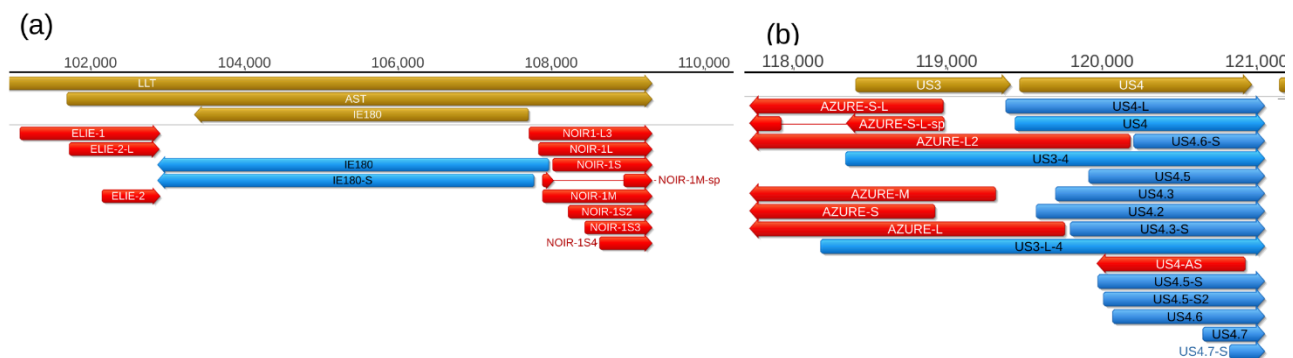 (a)
102,000 104,000 106,000 108,000 110,000
LLT
AST
IE180
ELIE-1 NOIR1-L3
ELIE-2-L NOIR-1L
IE180 NOIR-1S
IE180-S NOIR-1M-sp
ELIE-2 NOIR-1M
NOIR-1S2
NOIR-1S3
NOIR-1S4
(b)
118,000 119,000 120,000 121,000
US3 US4
AZURE-S-L US4-L
AZURE-S-L-sp US4
AZURE-L2 US4.6-S
US3-4
US4.5
AZURE-M US4.3
AZURE-S US4.2
AZURE-L US4.3-S
US3-L-4
US4-AS
US4.5-S
US4.5-S2
US4.6
US4.7
US4.7-S